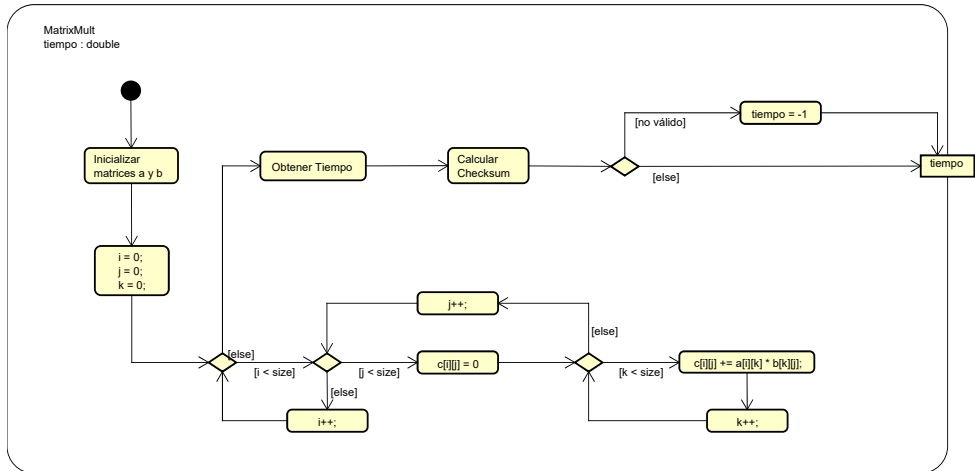 MatrixMult
tiempo : double
tiempo = -1
[no válido]
Inicializar
matrices a y b
Obtener Tiempo
Calcular
Checksum
tiempo
[else]
i = 0;
j = 0;
k = 0;
j++;
[else]
[else]
[i < size]
[j < size]
c[i][j] = 0
[k < size]
c[i][j] += a[i][k] * b[k][j];
[else]
i++;
k++;